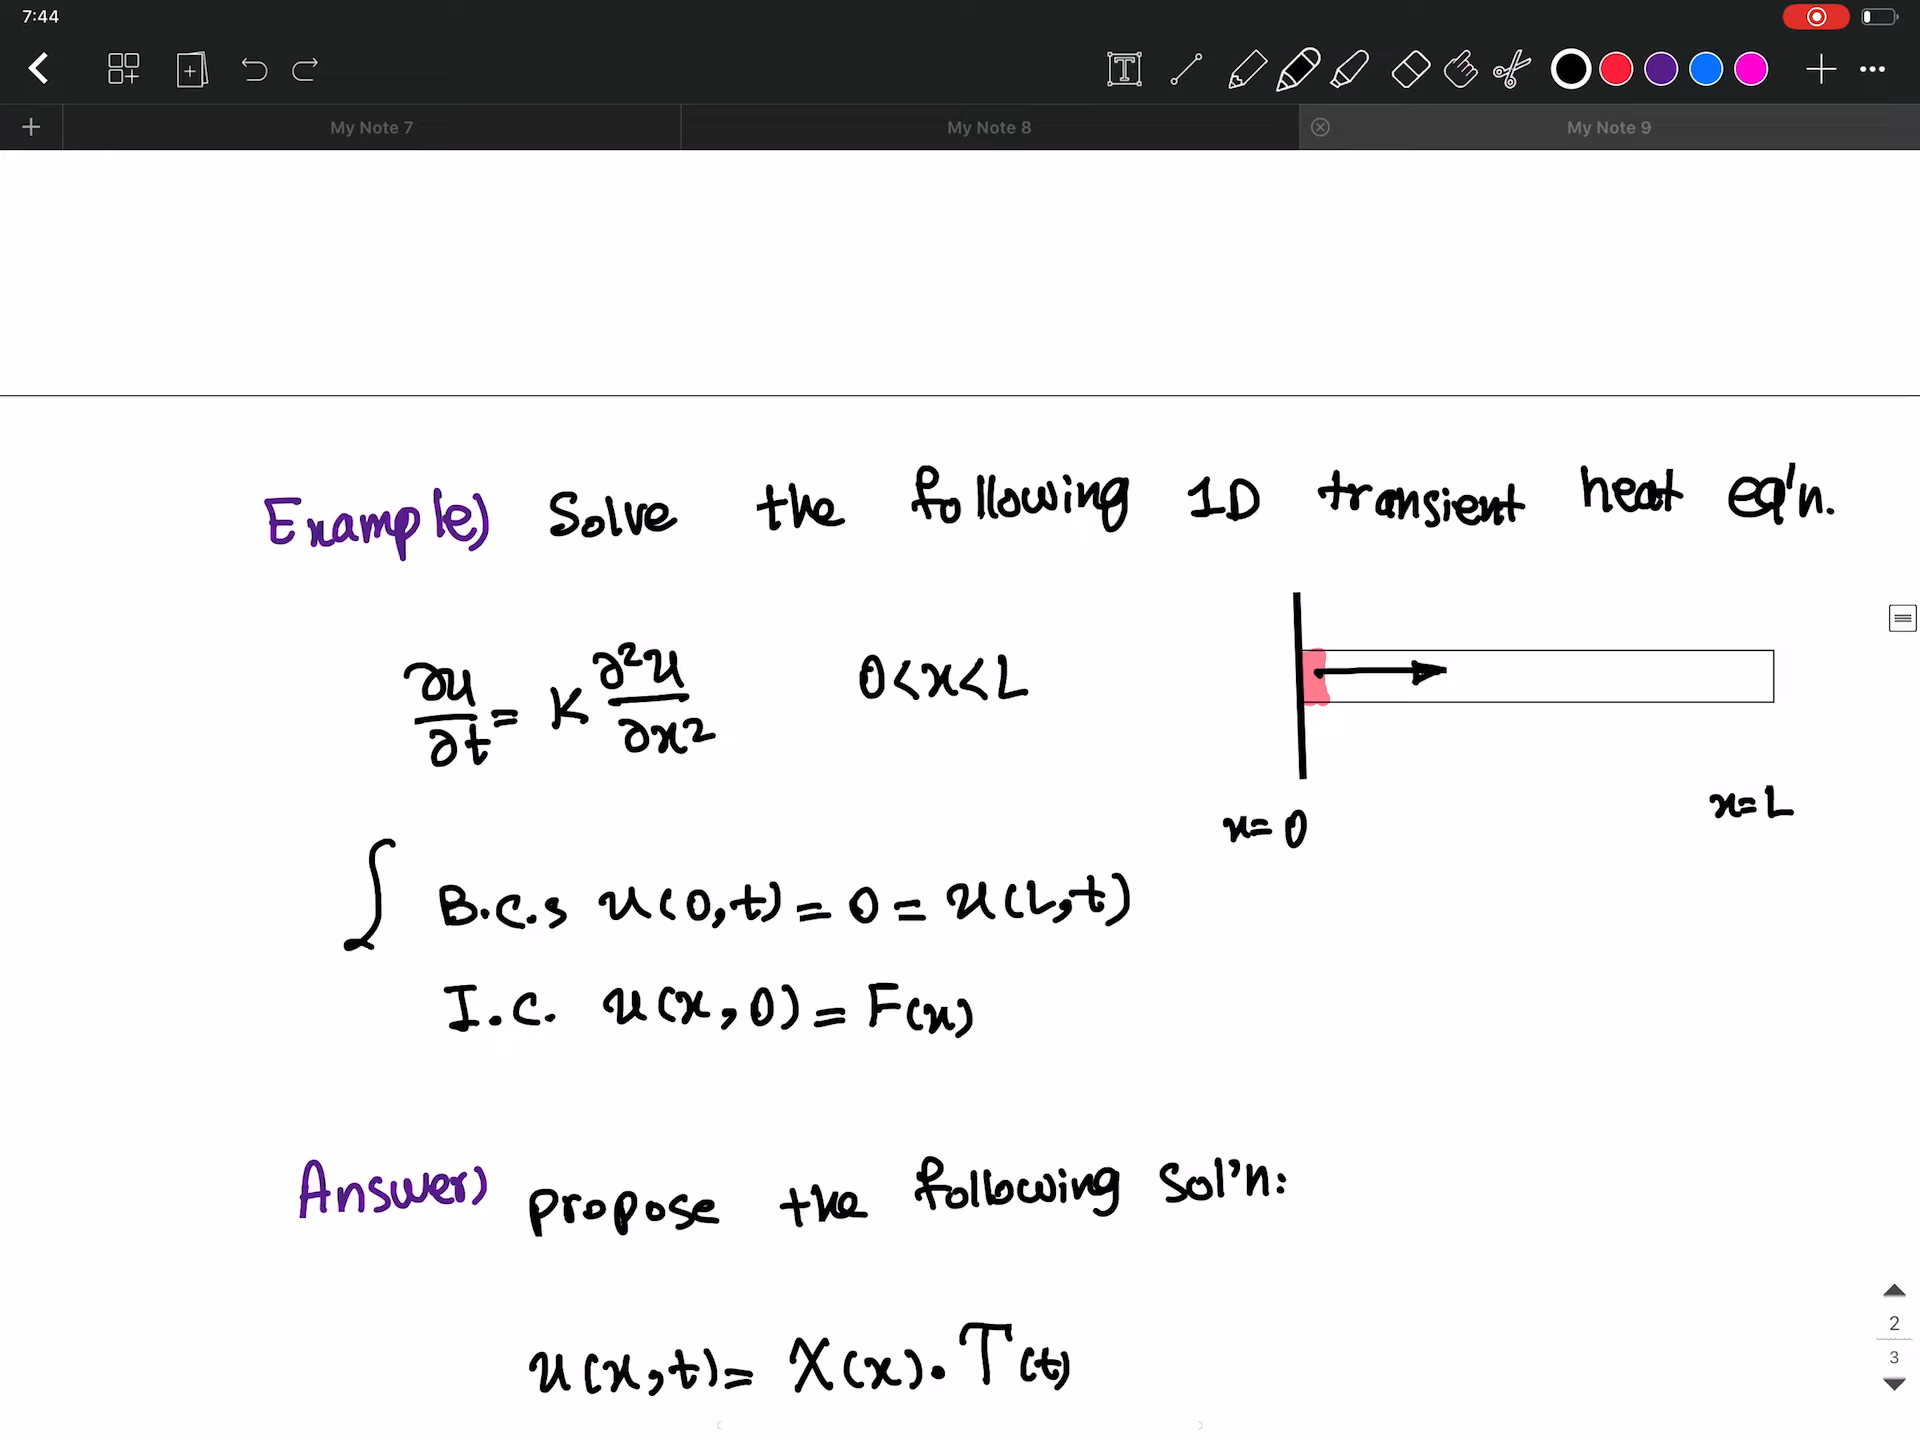 7:44
My Note 7 My Note 8 My Note 9
Example) Solve the following 1D transient heat eq'n.
∂u/∂t = K ∂²u/∂x² 0<x<L
x=0 x=L
B.C.s u(0,t) = 0 = u(L,t)
I.C. u(x,0) = F(x)
Answer) propose the following sol'n:
u(x,t) = X(x).T(t)
2
3